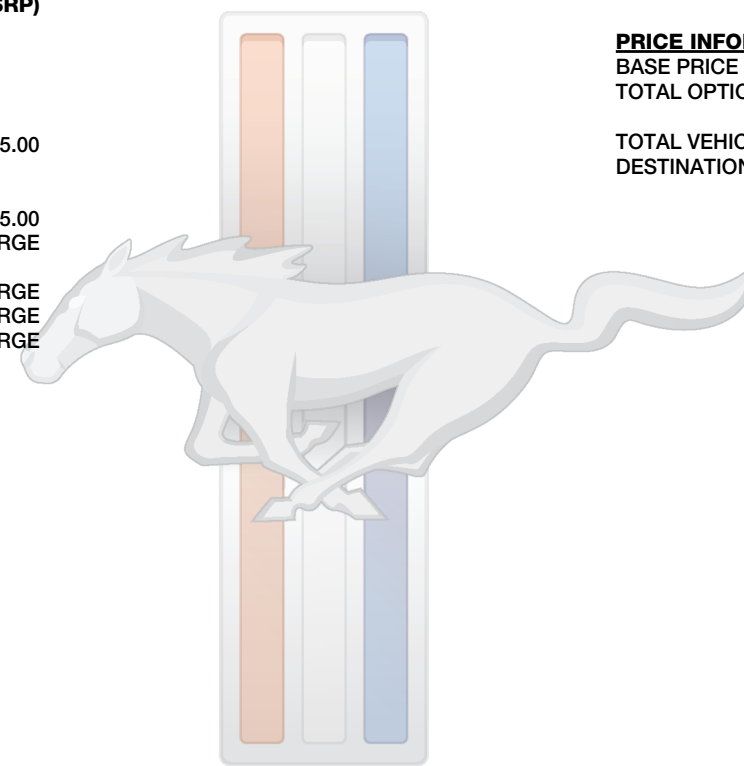 SRP)
5.00
5.00
RGE
RGE
RGE
RGE
PRICE INFO
BASE PRICE
TOTAL OPTIO
TOTAL VEHIC
DESTINATION